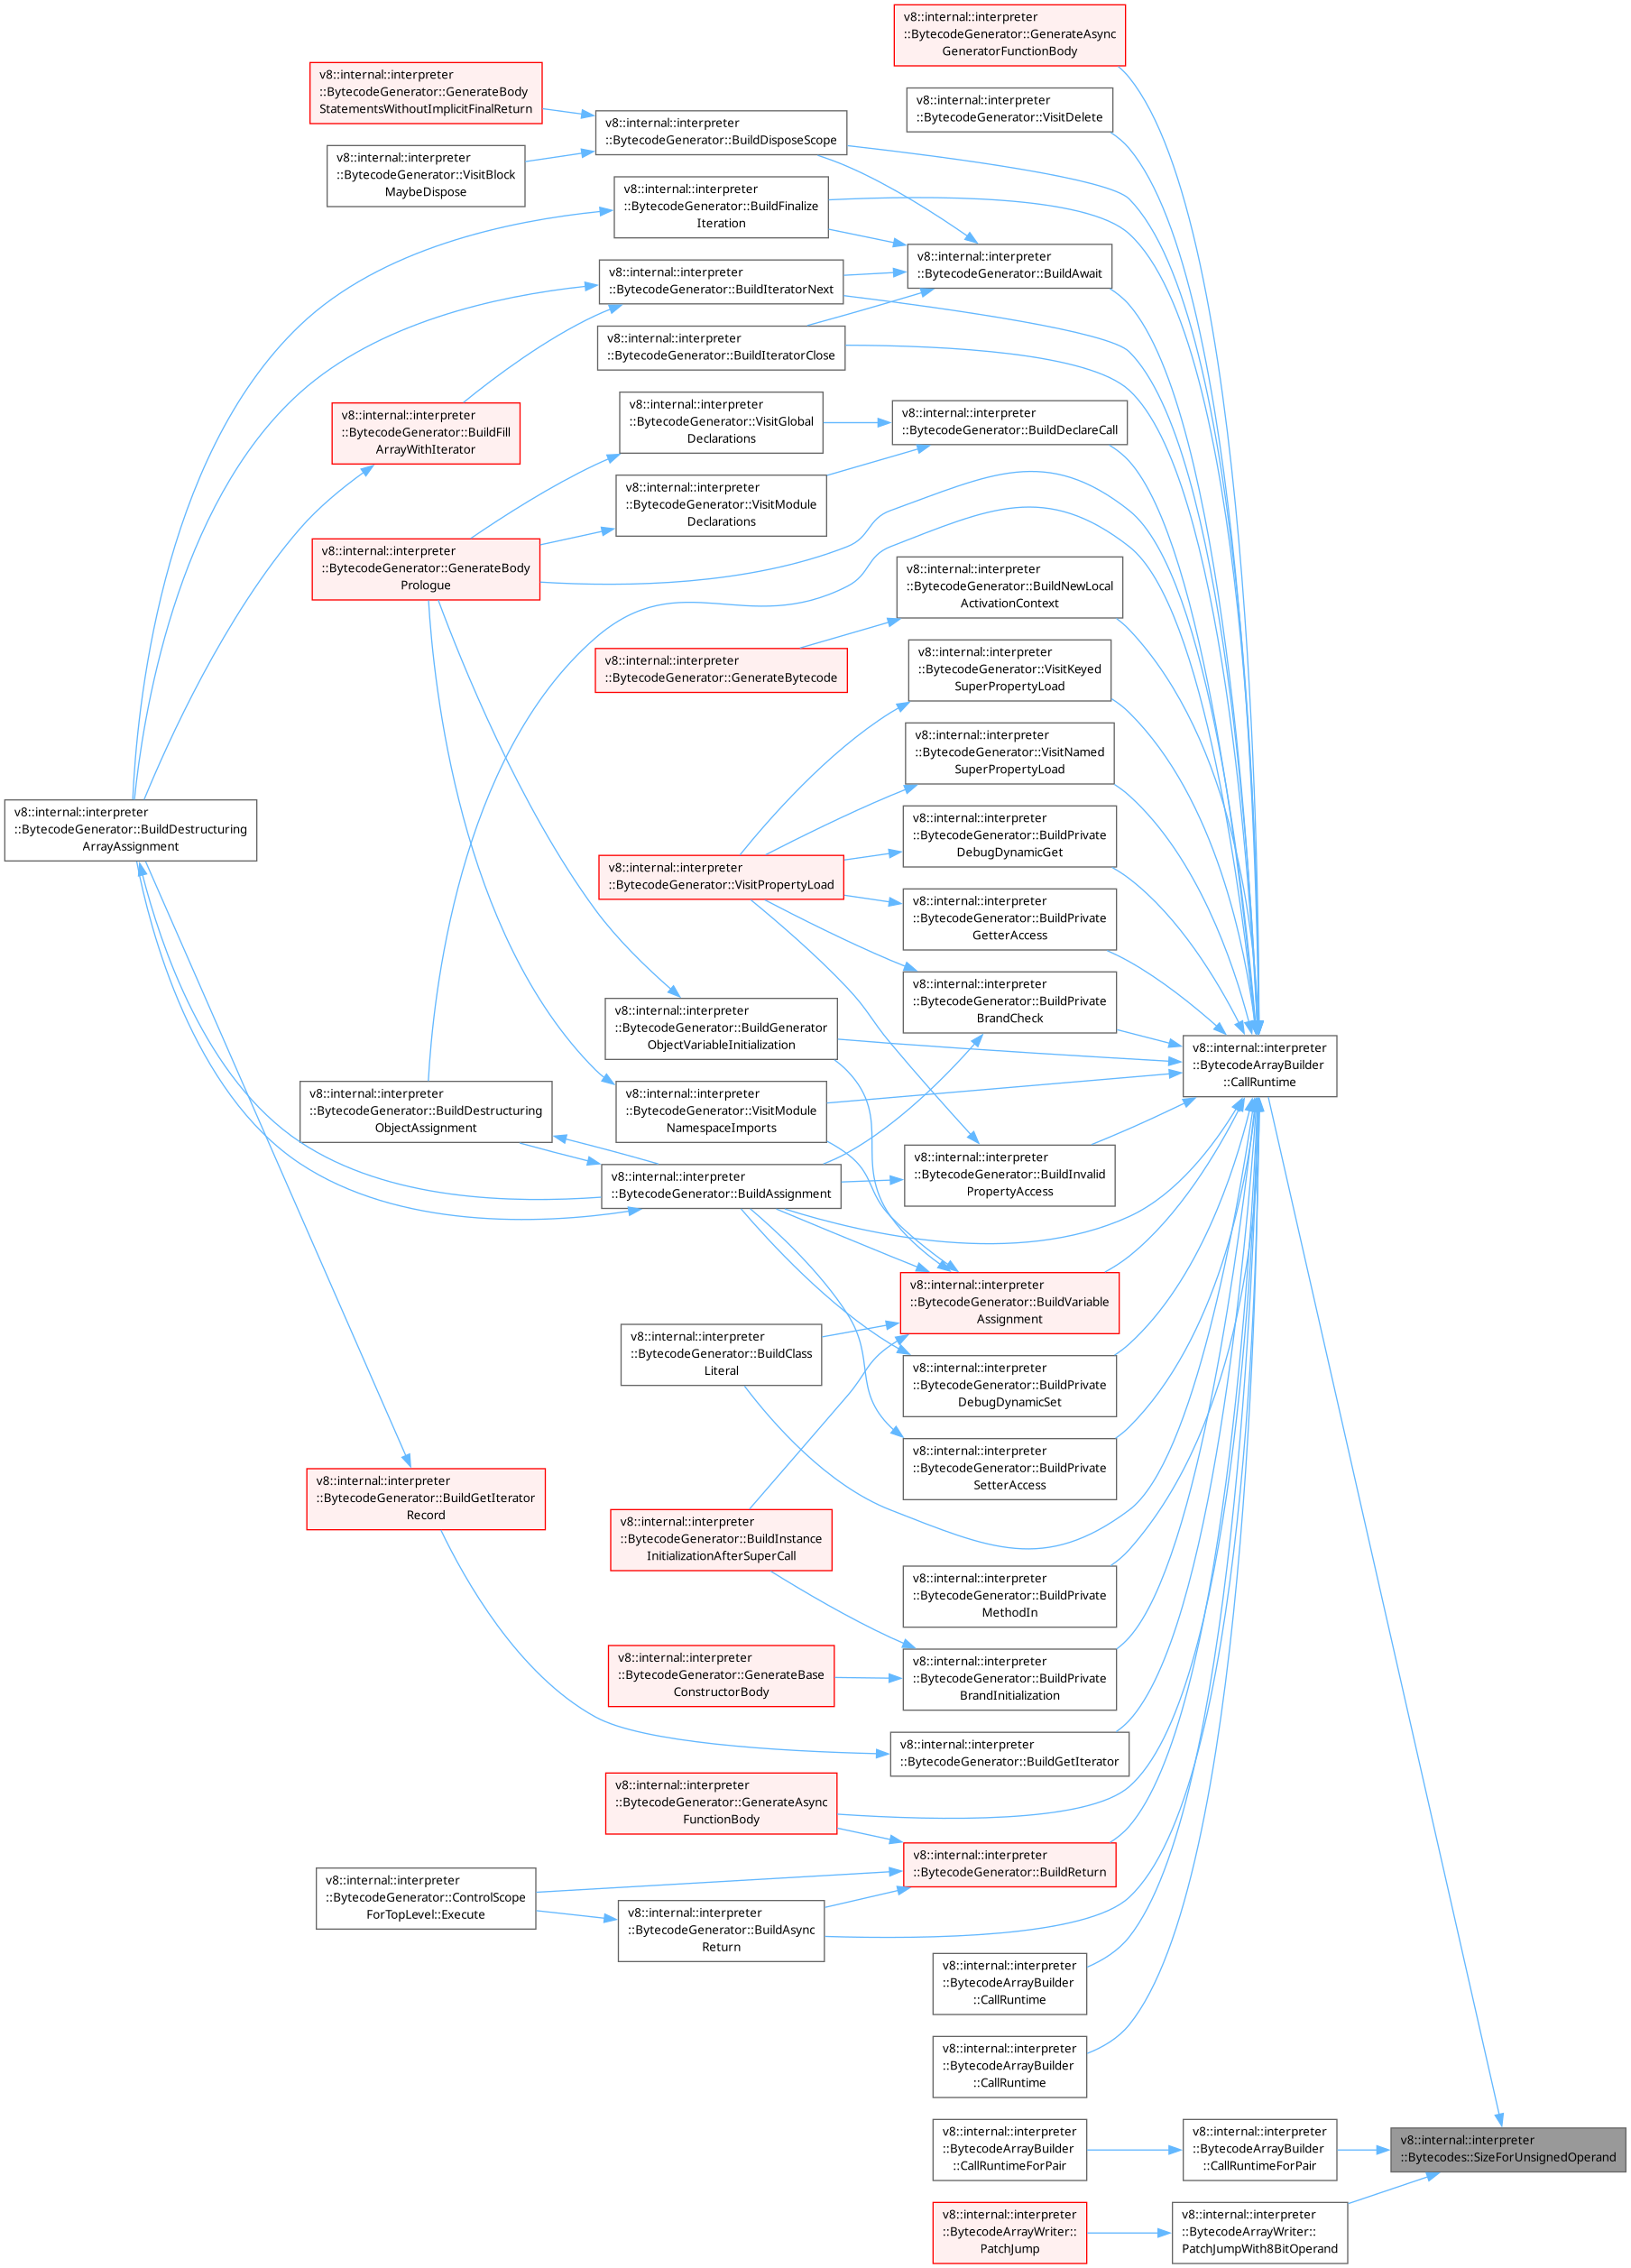 v8::internal::interpreter
::BytecodeGenerator::GenerateAsync
GeneratorFunctionBody
v8::internal::interpreter
::BytecodeGenerator::GenerateBody
StatementsWithoutImplicitFinalReturn
v8::internal::interpreter
::BytecodeGenerator::VisitDelete
v8::internal::interpreter
::BytecodeGenerator::BuildDisposeScope
v8::internal::interpreter
::BytecodeGenerator::VisitBlock
MaybeDispose
v8::internal::interpreter
::BytecodeGenerator::BuildFinalize
Iteration
v8::internal::interpreter
::BytecodeGenerator::BuildAwait
v8::internal::interpreter
::BytecodeGenerator::BuildIteratorNext
v8::internal::interpreter
::BytecodeGenerator::BuildIteratorClose
v8::internal::interpreter
::BytecodeGenerator::BuildFill
ArrayWithIterator
v8::internal::interpreter
::BytecodeGenerator::VisitGlobal
Declarations
v8::internal::interpreter
::BytecodeGenerator::BuildDeclareCall
v8::internal::interpreter
::BytecodeGenerator::VisitModule
Declarations
v8::internal::interpreter
::BytecodeGenerator::GenerateBody
Prologue
v8::internal::interpreter
::BytecodeGenerator::BuildNewLocal
ActivationContext
v8::internal::interpreter
::BytecodeGenerator::GenerateBytecode
v8::internal::interpreter
::BytecodeGenerator::VisitKeyed
SuperPropertyLoad
v8::internal::interpreter
::BytecodeGenerator::VisitNamed
SuperPropertyLoad
v8::internal::interpreter
::BytecodeGenerator::BuildDestructuring
ArrayAssignment
v8::internal::interpreter
::BytecodeGenerator::BuildPrivate
DebugDynamicGet
v8::internal::interpreter
::BytecodeGenerator::VisitPropertyLoad
v8::internal::interpreter
::BytecodeGenerator::BuildPrivate
GetterAccess
v8::internal::interpreter
::BytecodeGenerator::BuildPrivate
BrandCheck
v8::internal::interpreter
::BytecodeGenerator::BuildGenerator
ObjectVariableInitialization
v8::internal::interpreter
::BytecodeArrayBuilder
::CallRuntime
v8::internal::interpreter
::BytecodeGenerator::BuildDestructuring
ObjectAssignment
v8::internal::interpreter
::BytecodeGenerator::VisitModule
NamespaceImports
v8::internal::interpreter
::BytecodeGenerator::BuildInvalid
PropertyAccess
v8::internal::interpreter
::BytecodeGenerator::BuildAssignment
v8::internal::interpreter
::BytecodeGenerator::BuildVariable
Assignment
v8::internal::interpreter
::BytecodeGenerator::BuildClass
Literal
v8::internal::interpreter
::BytecodeGenerator::BuildPrivate
DebugDynamicSet
v8::internal::interpreter
::BytecodeGenerator::BuildPrivate
SetterAccess
v8::internal::interpreter
::BytecodeGenerator::BuildGetIterator
Record
v8::internal::interpreter
::BytecodeGenerator::BuildInstance
InitializationAfterSuperCall
v8::internal::interpreter
::BytecodeGenerator::BuildPrivate
MethodIn
v8::internal::interpreter
::BytecodeGenerator::GenerateBase
ConstructorBody
v8::internal::interpreter
::BytecodeGenerator::BuildPrivate
BrandInitialization
v8::internal::interpreter
::BytecodeGenerator::BuildGetIterator
v8::internal::interpreter
::BytecodeGenerator::GenerateAsync
FunctionBody
v8::internal::interpreter
::BytecodeGenerator::BuildReturn
v8::internal::interpreter
::BytecodeGenerator::ControlScope
ForTopLevel::Execute
v8::internal::interpreter
::BytecodeGenerator::BuildAsync
Return
v8::internal::interpreter
::BytecodeArrayBuilder
::CallRuntime
v8::internal::interpreter
::BytecodeArrayBuilder
::CallRuntime
v8::internal::interpreter
::BytecodeArrayBuilder
::CallRuntimeForPair
v8::internal::interpreter
::BytecodeArrayBuilder
::CallRuntimeForPair
v8::internal::interpreter
::Bytecodes::SizeForUnsignedOperand
v8::internal::interpreter
::BytecodeArrayWriter::
PatchJump
v8::internal::interpreter
::BytecodeArrayWriter::
PatchJumpWith8BitOperand